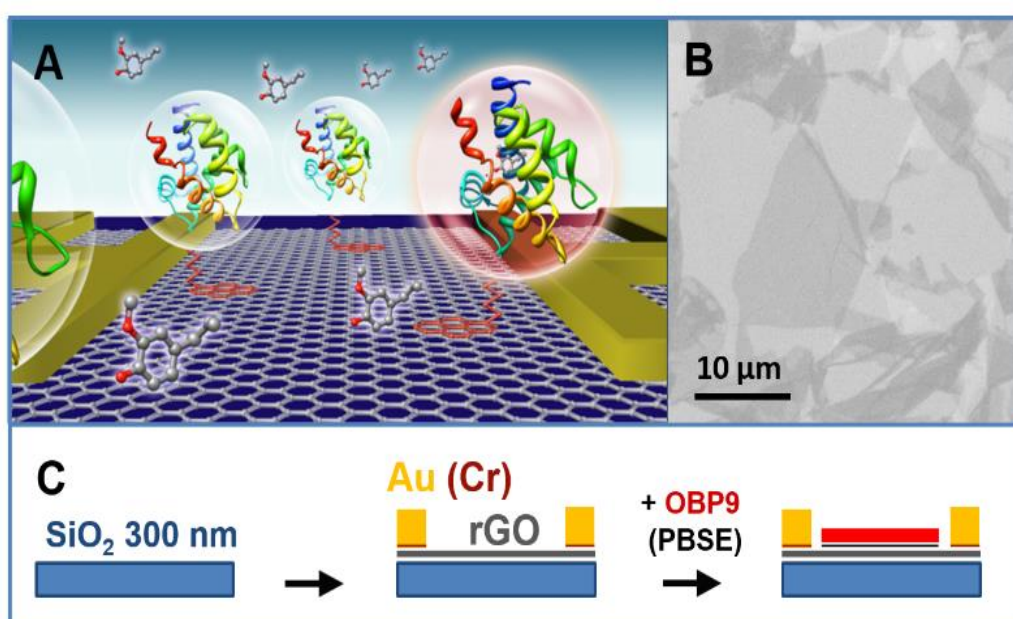 A
B
10 μm
C
SiO₂ 300 nm
Au (Cr)
rGO
+ OBP9
(PBSE)